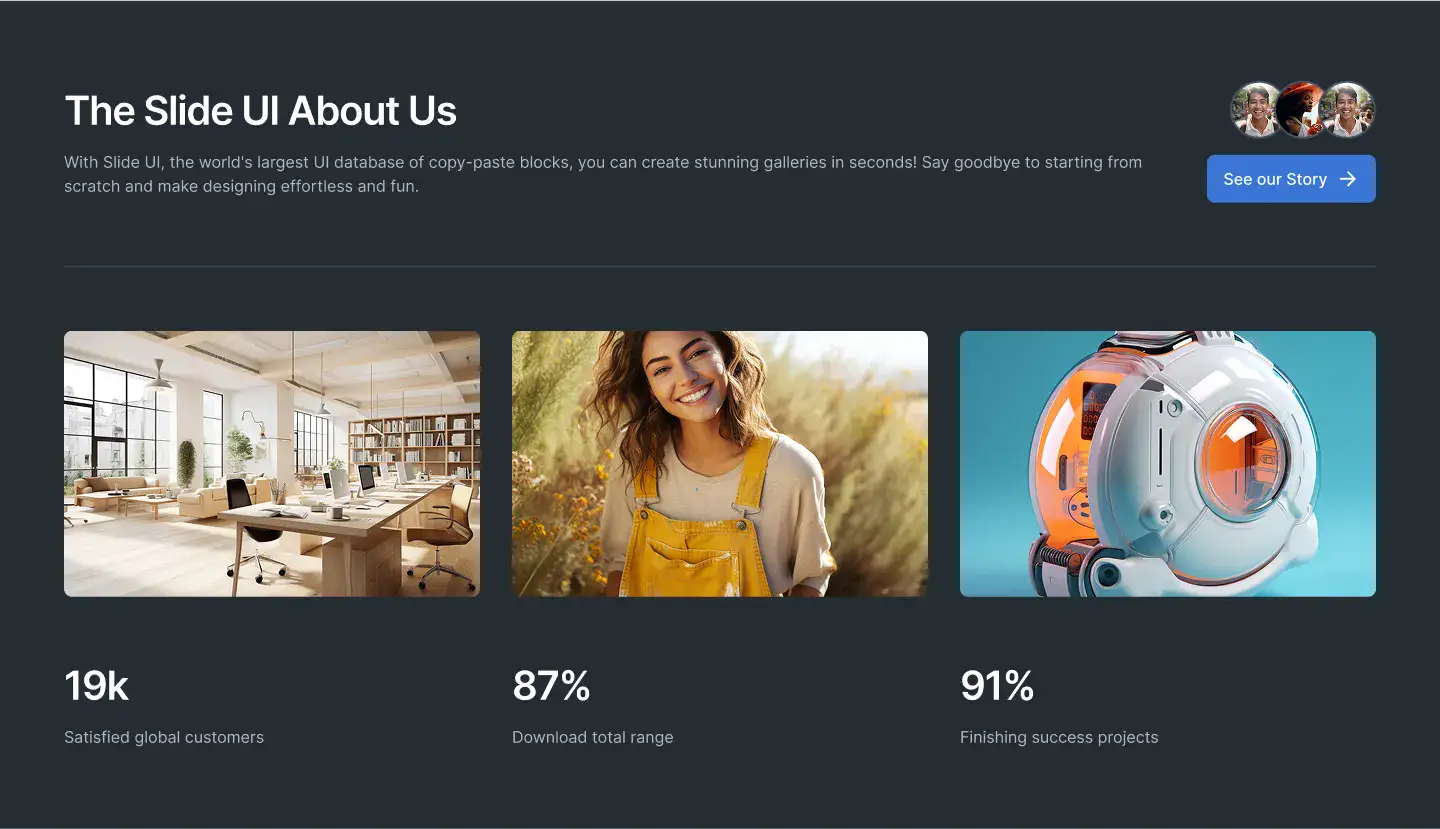 The Slide UI About Us
With Slide UI, the world's largest UI database of copy-paste blocks, you can create stunning galleries in seconds! Say goodbye to starting from
scratch and make designing effortless and fun.
See our Story
19k
Satisfied global customers
87%
Download total range
91%
Finishing success projects